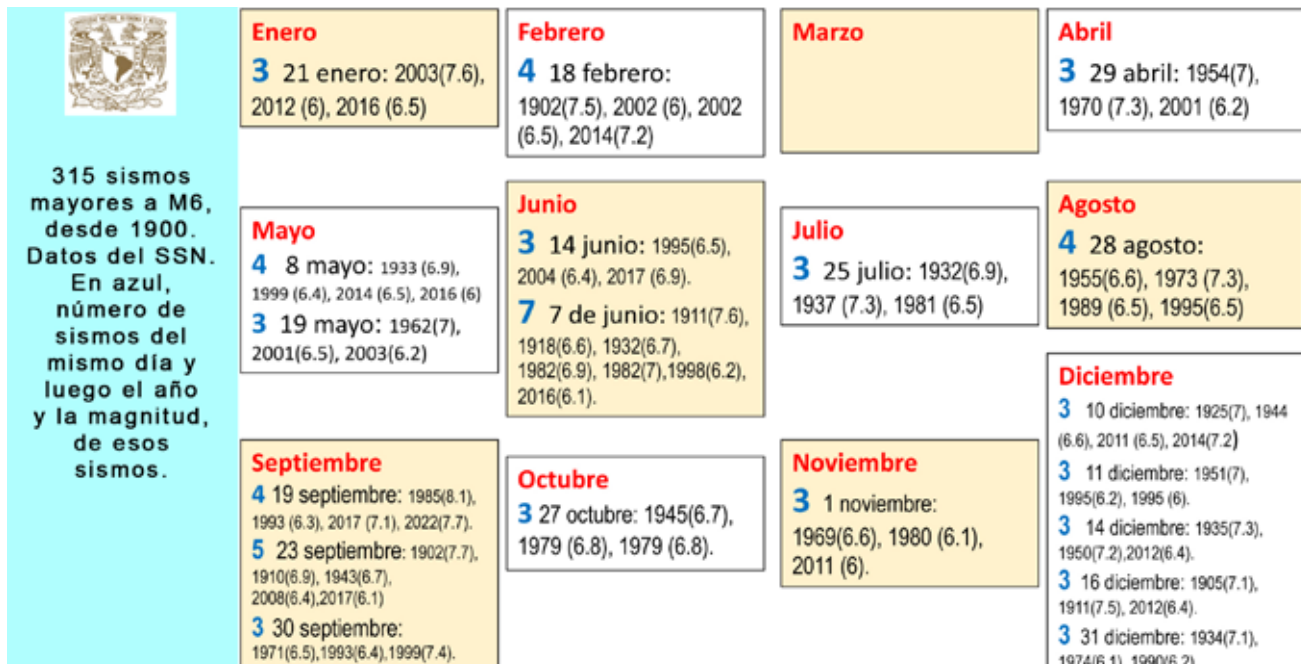 315 sismos
mayores a M6,
desde 1900.
Datos del SSN.
En azul,
número de
sismos del
mismo día y
luego el año
y la magnitud,
de esos
sismos.
Enero
3 21 enero: 2003(7.6),
2012 (6), 2016 (6.5)
Febrero
4 18 febrero:
1902(7.5), 2002 (6), 2002
(6.5), 2014(7.2)
Marzo
Abril
3 29 abril: 1954(7),
1970 (7.3), 2001 (6.2)
Mayo
4 8 mayo: 1933 (6.9),
1999 (6.4), 2014 (6.5), 2016 (6)
3 19 mayo: 1962(7),
2001(6.5), 2003(6.2)
Junio
3 14 junio: 1995(6.5),
2004 (6.4), 2017 (6.9).
7 7 de junio: 1911(7.6),
1918(6.6), 1932(6.7),
1982(6.9), 1982(7),1998(6.2),
2016(6.1).
Julio
3 25 julio: 1932(6.9),
1937 (7.3), 1981 (6.5)
Agosto
4 28 agosto:
1955(6.6), 1973 (7.3),
1989 (6.5), 1995(6.5)
Septiembre
4 19 septiembre: 1985(8.1),
1993 (6.3), 2017 (7.1), 2022(7.7).
5 23 septiembre: 1902(7.7),
1910(6.9), 1943(6.7),
2008(6.4),2017(6.1)
3 30 septiembre:
1971(6.5),1993(6.4),1999(7.4).
Octubre
3 27 octubre: 1945(6.7),
1979 (6.8), 1979 (6.8).
Noviembre
3 1 noviembre:
1969(6.6), 1980 (6.1),
2011 (6).
Diciembre
3 10 diciembre: 1925(7), 1944
(6.6), 2011 (6.5), 2014(7.2)
3 11 diciembre: 1951(7),
1995(6.2), 1995 (6).
3 14 diciembre: 1935(7.3),
1950(7.2),2012(6.4).
3 16 diciembre: 1905(7.1),
1911(7.5), 2012(6.4).
3 31 diciembre: 1934(7.1),
1974(6.1), 1990(6.2)